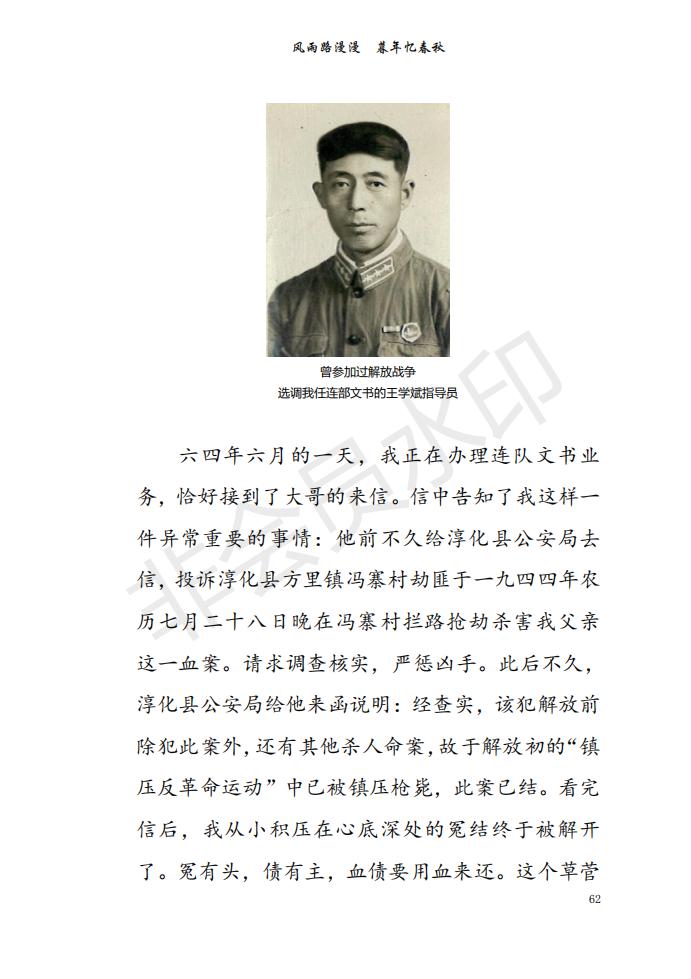 风雨路漫漫 暮年忆春秋
曾参加过解放战争
选调我任连部文书的王学斌指导员
六四年六月的一天，我正在办理连队文书业
务，恰好接到了大哥的来信。信中告知了我这样一
件异常重要的事情：他前不久给淳化县公安局去
信，投诉淳化县方里镇冯寨村劫匪于一九四四年农
历七月二十八日晚在冯寨村拦路抢劫杀害我父亲
这一血案。请求调查核实，严惩凶手。此后不久，
淳化县公安局给他来函说明：经查实，该犯解放前
除犯此案外，还有其他杀人命案，故于解放初的“镇
压反革命运动”中已被镇压枪毙，此案已结。看完
信后，我从小积压在心底深处的冤结终于被解开
了。冤有头，债有主，血债要用血来还。这个草菅
62
非会员水印